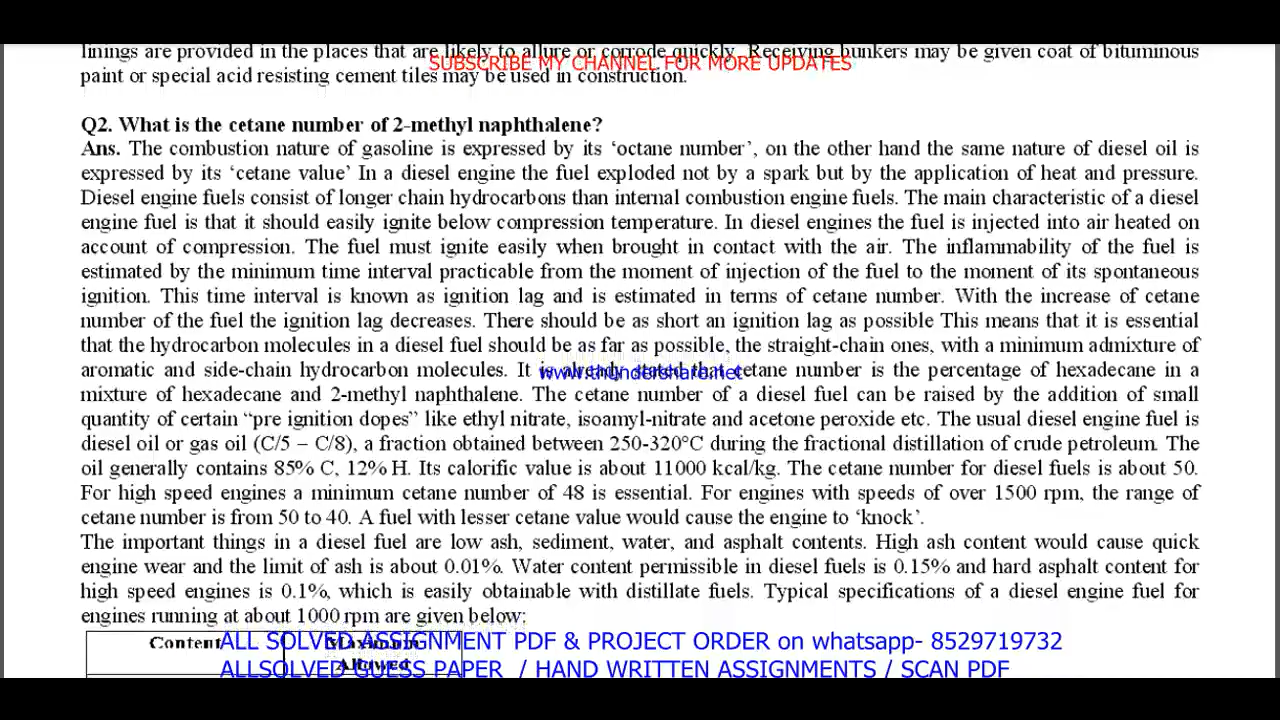 linings are provided in the places that are likely to allure or corrode quickly. Receiving bunkers may be given coat of bituminous
SUBSCRIBE MY CHANNEL FOR MORE UPDATES
paint or special acid resisting cement tiles may be used in construction.
Q2. What is the cetane number of 2-methyl naphthalene?
Ans. The combustion nature of gasoline is expressed by its ‘octane number’, on the other hand the same nature of diesel oil is
expressed by its ‘cetane value’ In a diesel engine the fuel exploded not by a spark but by the application of heat and pressure.
Diesel engine fuels consist of longer chain hydrocarbons than internal combustion engine fuels. The main characteristic of a diesel
engine fuel is that it should easily ignite below compression temperature. In diesel engines the fuel is injected into air heated on
account of compression. The fuel must ignite easily when brought in contact with the air. The inflammability of the fuel is
estimated by the minimum time interval practicable from the moment of injection of the fuel to the moment of its spontaneous
ignition. This time interval is known as ignition lag and is estimated in terms of cetane number. With the increase of cetane
number of the fuel the ignition lag decreases. There should be as short an ignition lag as possible This means that it is essential
that the hydrocarbon molecules in a diesel fuel should be as far as possible, the straight-chain ones, with a minimum admixture of
aromatic and side-chain hydrocarbon molecules. It is already stated that cetane number is the percentage of hexadecane in a
www.thundershare.net
mixture of hexadecane and 2-methyl naphthalene. The cetane number of a diesel fuel can be raised by the addition of small
quantity of certain “pre ignition dopes” like ethyl nitrate, isoamyl-nitrate and acetone peroxide etc. The usual diesel engine fuel is
diesel oil or gas oil (C/5 – C/8), a fraction obtained between 250-320°C during the fractional distillation of crude petroleum. The
oil generally contains 85% C, 12% H. Its calorific value is about 11000 kcal/kg. The cetane number for diesel fuels is about 50.
For high speed engines a minimum cetane number of 48 is essential. For engines with speeds of over 1500 rpm, the range of
cetane number is from 50 to 40. A fuel with lesser cetane value would cause the engine to ‘knock’.
The important things in a diesel fuel are low ash, sediment, water, and asphalt contents. High ash content would cause quick
engine wear and the limit of ash is about 0.01%. Water content permissible in diesel fuels is 0.15% and hard asphalt content for
high speed engines is 0.1%, which is easily obtainable with distillate fuels. Typical specifications of a diesel engine fuel for
engines running at about 1000 rpm are given below:
Content Maximum
Allowed
ALL SOLVED ASSIGNMENT PDF & PROJECT ORDER on whatsapp- 8529719732
ALLSOLVED GUESS PAPER / HAND WRITTEN ASSIGNMENTS / SCAN PDF